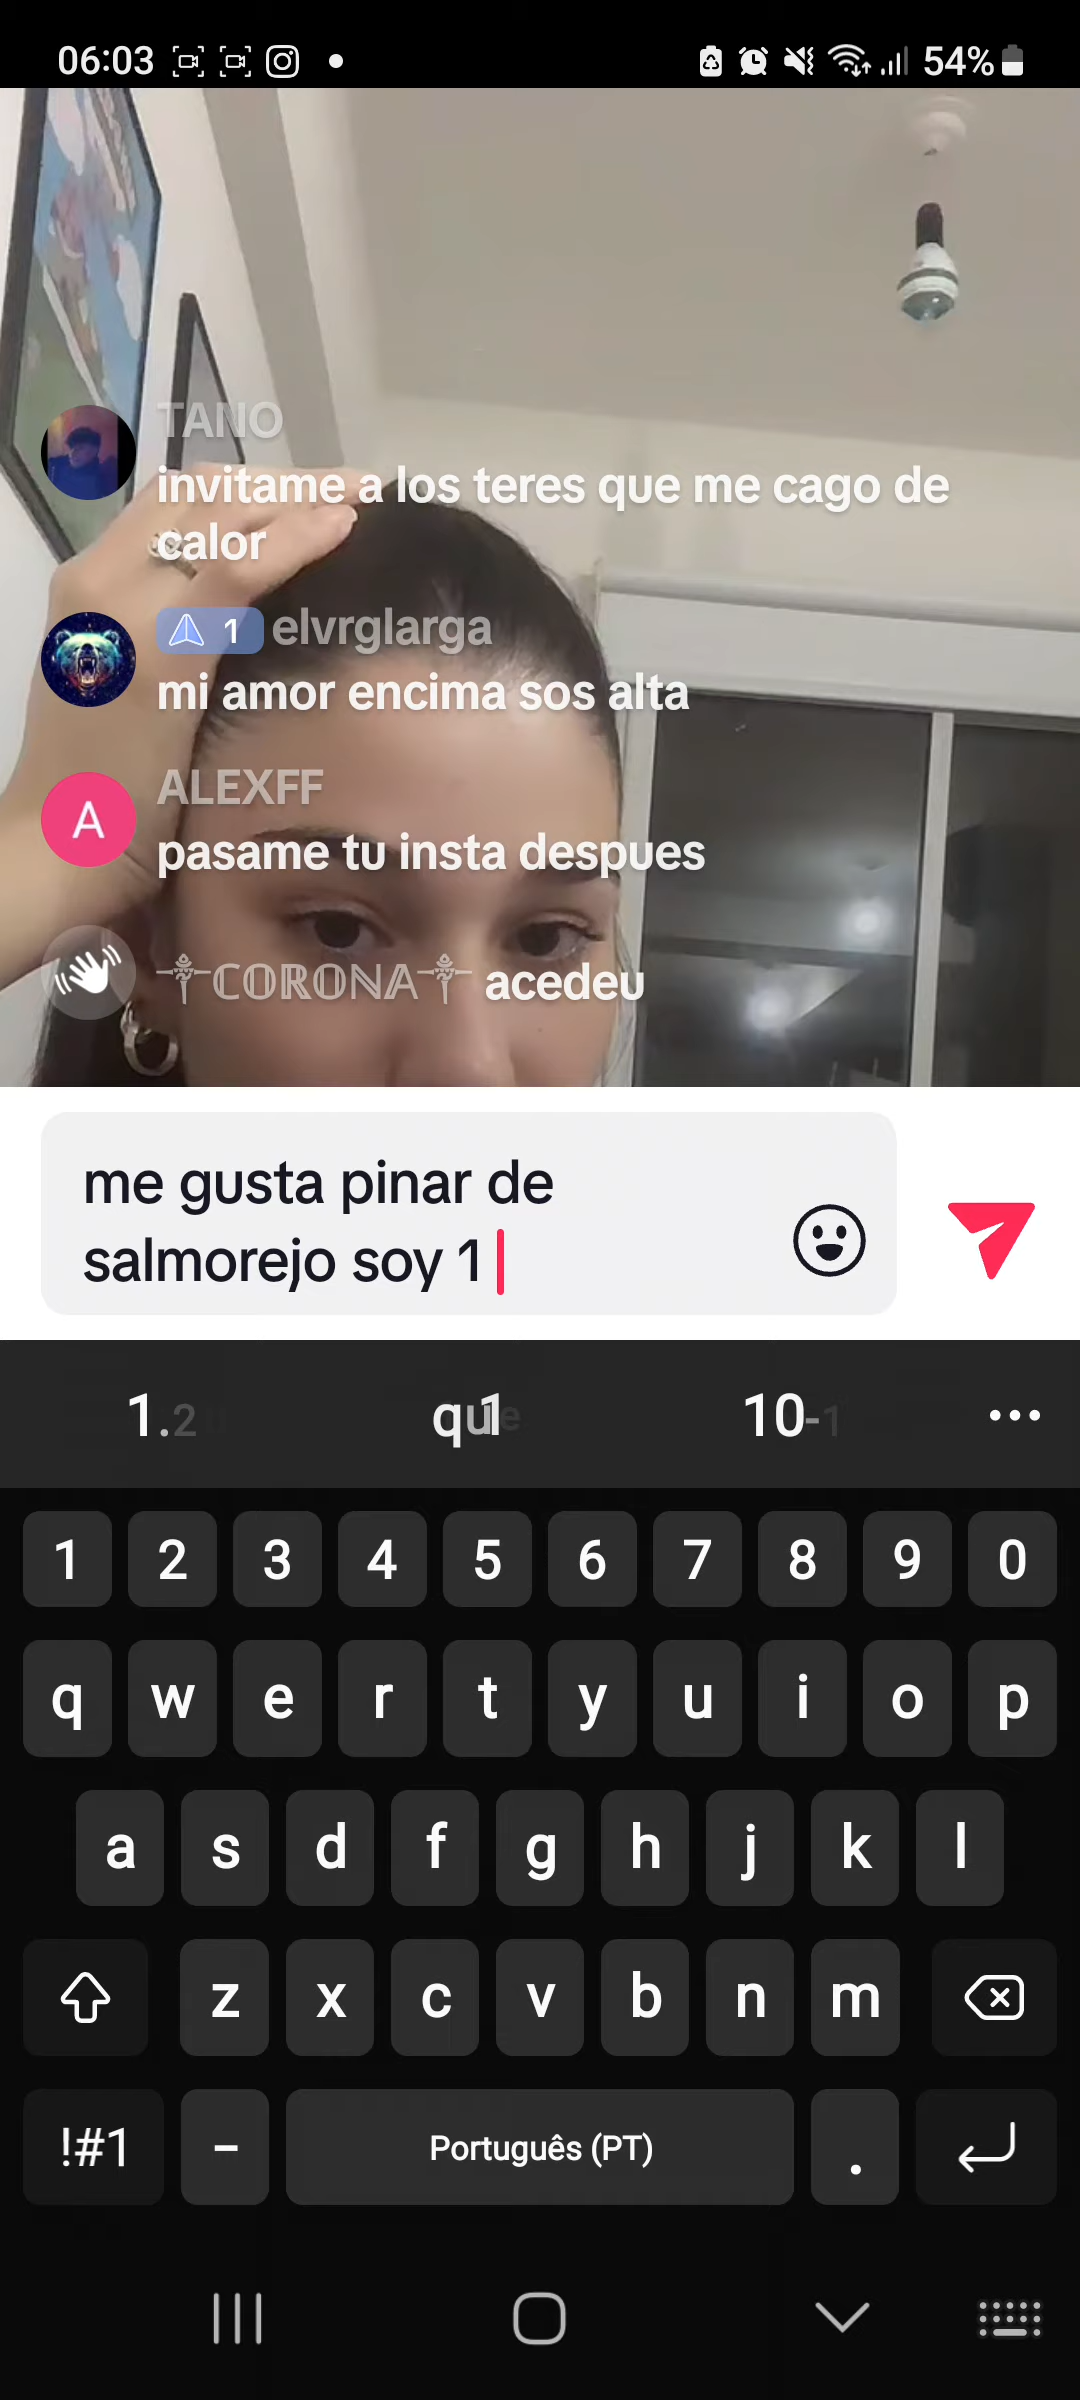 06:03
54%
TANO
invitame a los teres que me cago de
calor
1 elvrglarga
mi amor encima sos alta
ALEXFF
A
pasame tu insta despues
CORONA acedeu
me gusta pinar de
salmorejo soy 1
1. 10-1
1 2 3 4 5 6 7 8 9 0
q w e r t y u i o p
a s d f g h j k l
z x c v b n m
!#1 - Português (PT) .